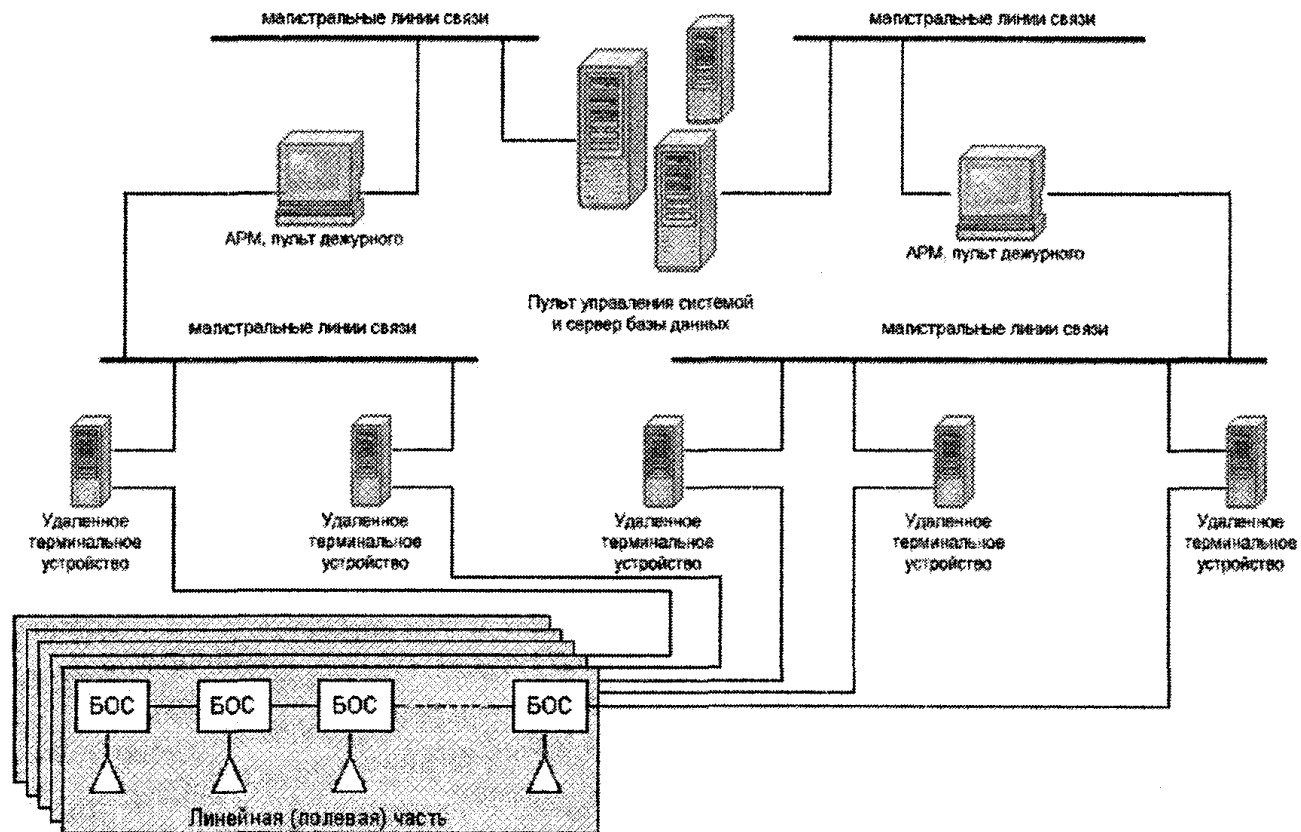 магистральные линии связи
магистральные линии связи
АРМ, пульт дежурного
АРМ, пульт дежурного
Пульт управления системой
и сервер базы данных
магистральные линии связи
магистральные линии связи
Удаленное
терминальное
устройство
Удаленное
терминальное
устройство
Удаленное
терминальное
устройство
Удаленное
терминальное
устройство
Удаленное
терминальное
устройство
БОС
БОС
БОС
БОС
Линейная (полевая) часть